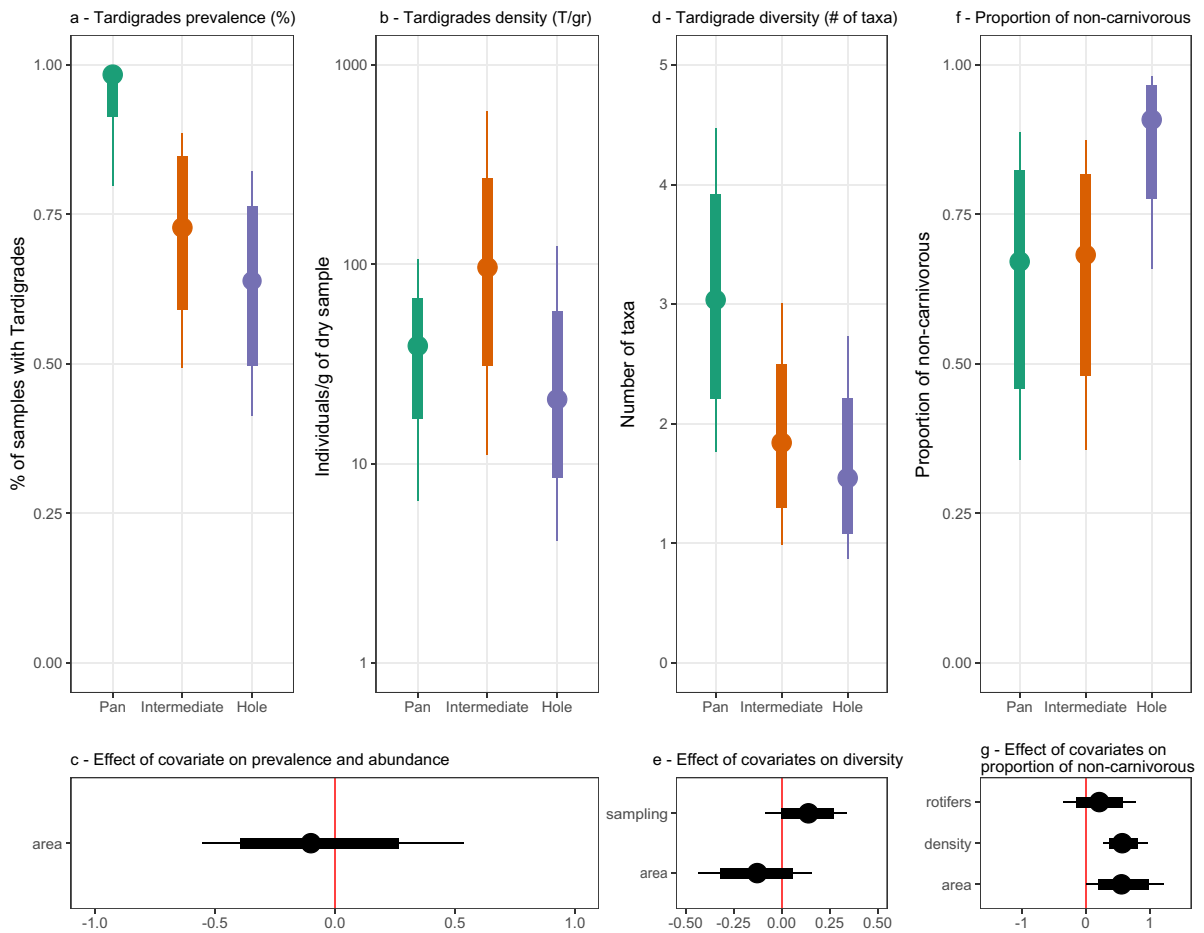 a - Tardigrades prevalence (%)
% of samples with Tardigrades
1.00
0.75
0.50
0.25
0.00
Pan Intermediate Hole
b - Tardigrades density (T/gr)
Individuals/g of dry sample
1000
100
10
1
Pan Intermediate Hole
d - Tardigrade diversity (# of taxa)
Number of taxa
5
4
3
2
1
0
Pan Intermediate Hole
f - Proportion of non-carnivorous
Proportion of non-carnivorous
1.00
0.75
0.50
0.25
0.00
Pan Intermediate Hole
c - Effect of covariate on prevalence and abundance
area
-1.0 -0.5 0.0 0.5 1.0
e - Effect of covariates on diversity
sampling
area
-0.50 -0.25 0.00 0.25 0.50
g - Effect of covariates on
proportion of non-carnivorous
rotifers
density
area
-1 0 1